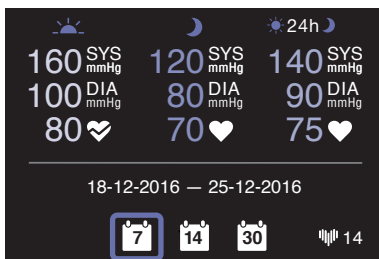 24h
160 SYS mmHg 120 SYS mmHg 140 SYS mmHg
100 DIA mmHg 80 DIA mmHg 90 DIA mmHg
80 70 75
18-12-2016 — 25-12-2016
7 14 30 14